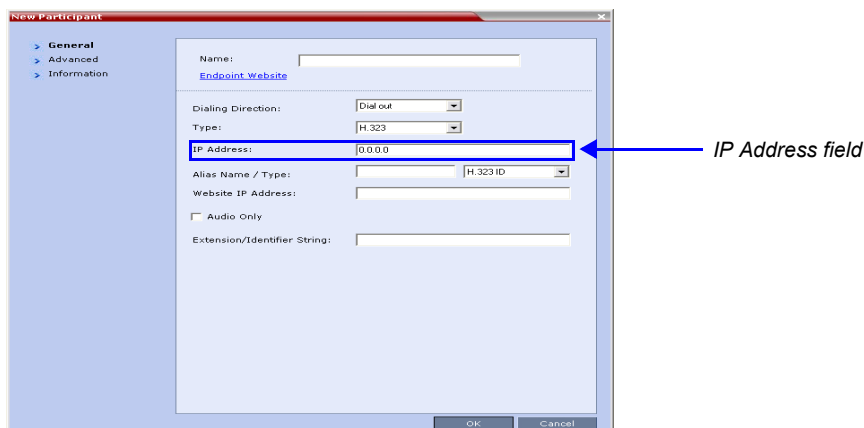 New Participant
General
Advanced
Information
Name:
Endpoint Website
Dialing Direction: Dial out
Type: H.323
IP Address: 0.0.0.0
IP Address field
Alias Name / Type: H.323 ID
Website IP Address:
Audio Only
Extension/Identifier String:
OK Cancel